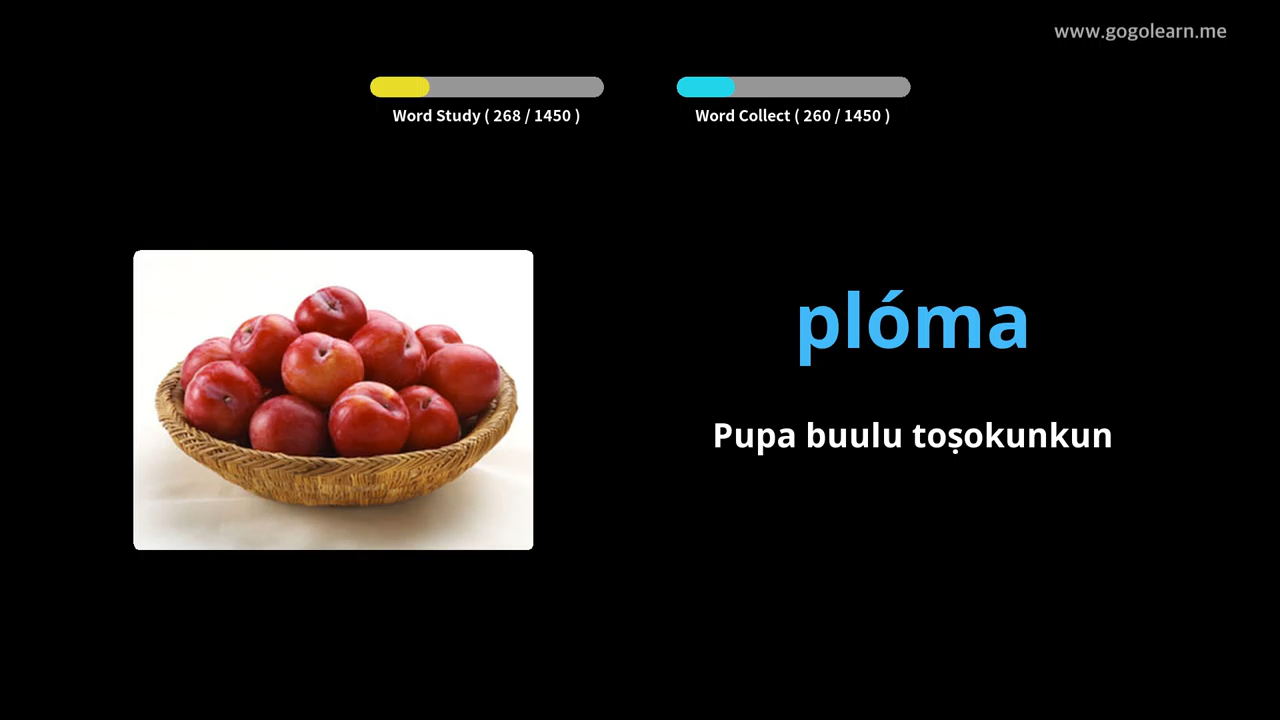 www.gogolearn.me
Word Study ( 268 / 1450 )
Word Collect ( 260 / 1450 )
plóma
Pupa buulu toṣokunkun